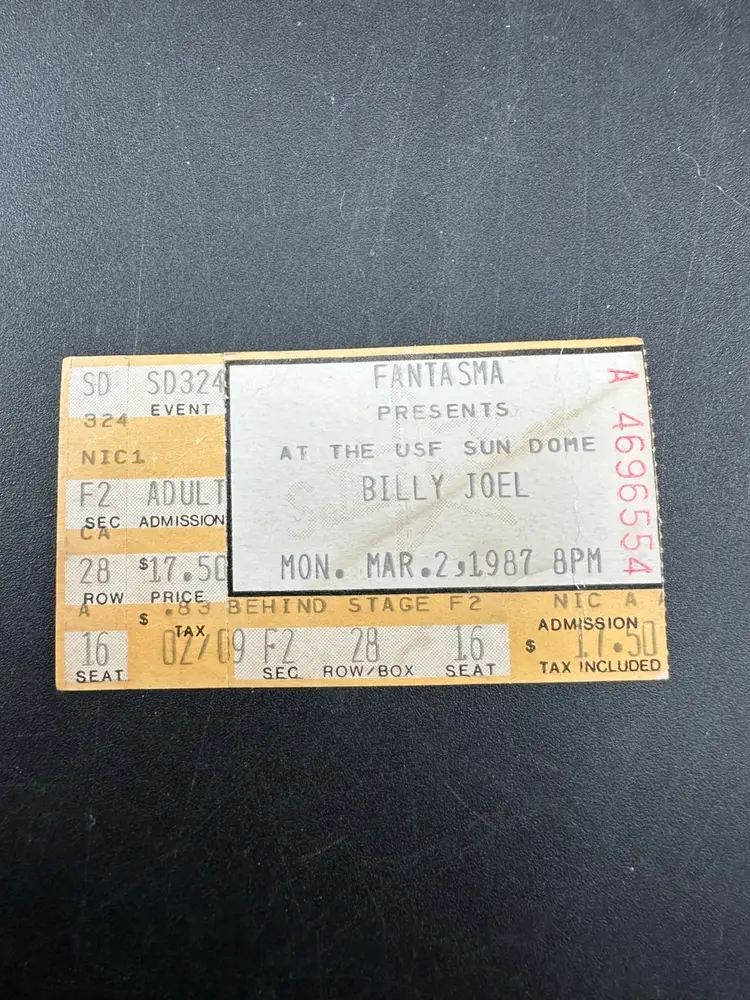 SD SD324
324 EVENT
NIC1
F2 ADULT
SEC ADMISSION
CA
28 $17.50
ROW PRICE
A $ .83
TAX
16 02/09
SEAT
FANTASMA
PRESENTS
AT THE USF SUN DOME
BILLY JOEL
MON. MAR.2,1987 8PM
BEHIND STAGE F2 NIC A A
ADMISSION
F2 28 16 $ 17.50
SEC ROW/BOX SEAT TAX INCLUDED
A 4696554